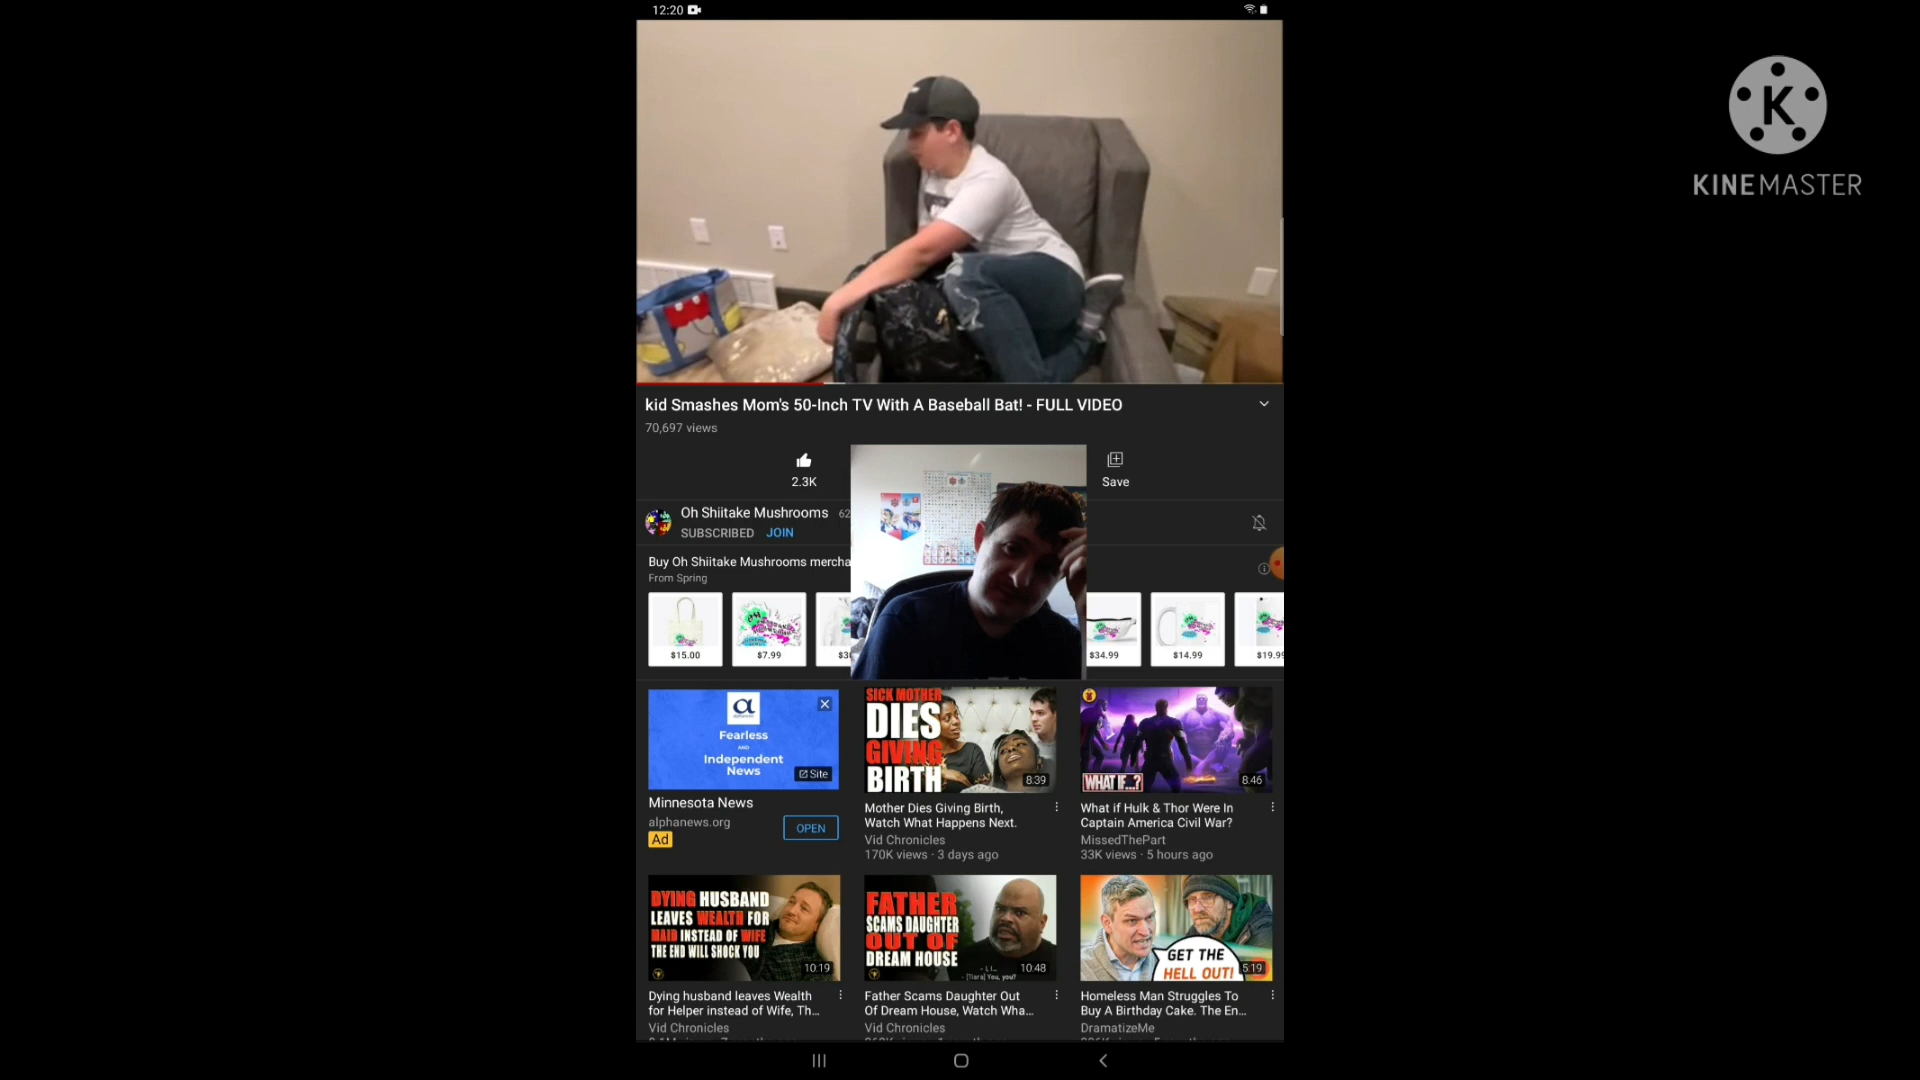 12:20
KINEMASTER
kid Smashes Mom's 50-Inch TV With A Baseball Bat! - FULL VIDEO
70,697 views
2.3K
Save
Oh Shiitake Mushrooms 62
SUBSCRIBED JOIN
Buy Oh Shiitake Mushrooms mercha
From Spring
$15.00
$7.99
$34.99
$14.99
$19.99
α
Fearless
AND
Independent
News
Site
Minnesota News
alphanews.org
Ad
OPEN
SICK MOTHER
DIES
GIVING
BIRTH
8:39
Mother Dies Giving Birth,
Watch What Happens Next.
Vid Chronicles
170K views · 3 days ago
WHAT IF...?
8:46
What if Hulk & Thor Were In
Captain America Civil War?
MissedThePart
33K views · 5 hours ago
DYING HUSBAND
LEAVES WEALTH FOR
MAID INSTEAD OF WIFE
THE END WILL SHOCK YOU
10:19
Dying husband leaves Wealth
for Helper instead of Wife, Th...
Vid Chronicles
FATHER
SCAMS DAUGHTER
OUT OF
DREAM HOUSE
[Tiara] You, you?
10:48
Father Scams Daughter Out
Of Dream House, Watch Wha...
Vid Chronicles
GET THE
HELL OUT!
5:19
Homeless Man Struggles To
Buy A Birthday Cake. The En...
DramatizeMe